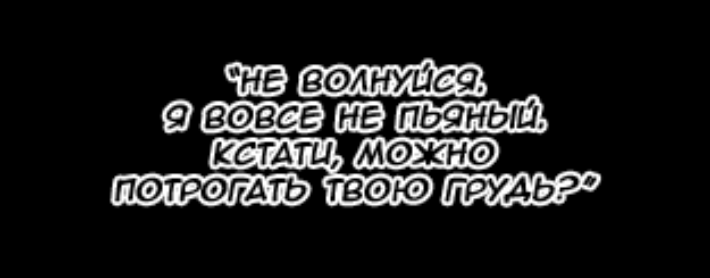 "НЕ ВОЛНУЙСЯ.
Я ВОВСЕ НЕ ПЬЯНЫЙ.
КСТАТИ, МОЖНО
ПОТРОГАТЬ ТВОЮ ГРУДЬ?"